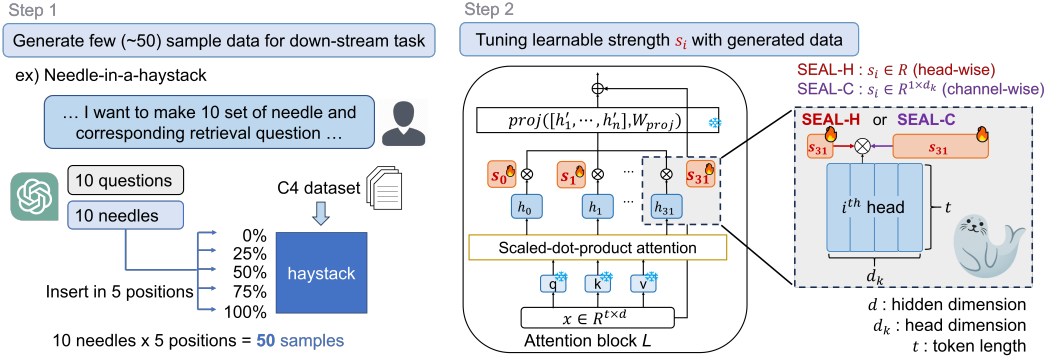 Step 1
Generate few (~50) sample data for down-stream task
ex) Needle-in-a-haystack
… I want to make 10 set of needle and
corresponding retrieval question …
10 questions
10 needles
C4 dataset
0%
25%
50%
75%
100%
Insert in 5 positions
haystack
10 needles x 5 positions = 50 samples
Step 2
Tuning learnable strength s_i with generated data
SEAL-H : s_i ∈ R (head-wise)
SEAL-C : s_i ∈ R^{1×d_k} (channel-wise)
proj([h'_1, ⋯, h'_n], W_proj)
s_0
s_1
...
s_31
h_0
h_1
...
h_31
Scaled-dot-product attention
q
k
v
x ∈ R^{t×d}
Attention block L
SEAL-H or SEAL-C
s_31
s_31
i^{th} head
t
d_k
d : hidden dimension
d_k : head dimension
t : token length